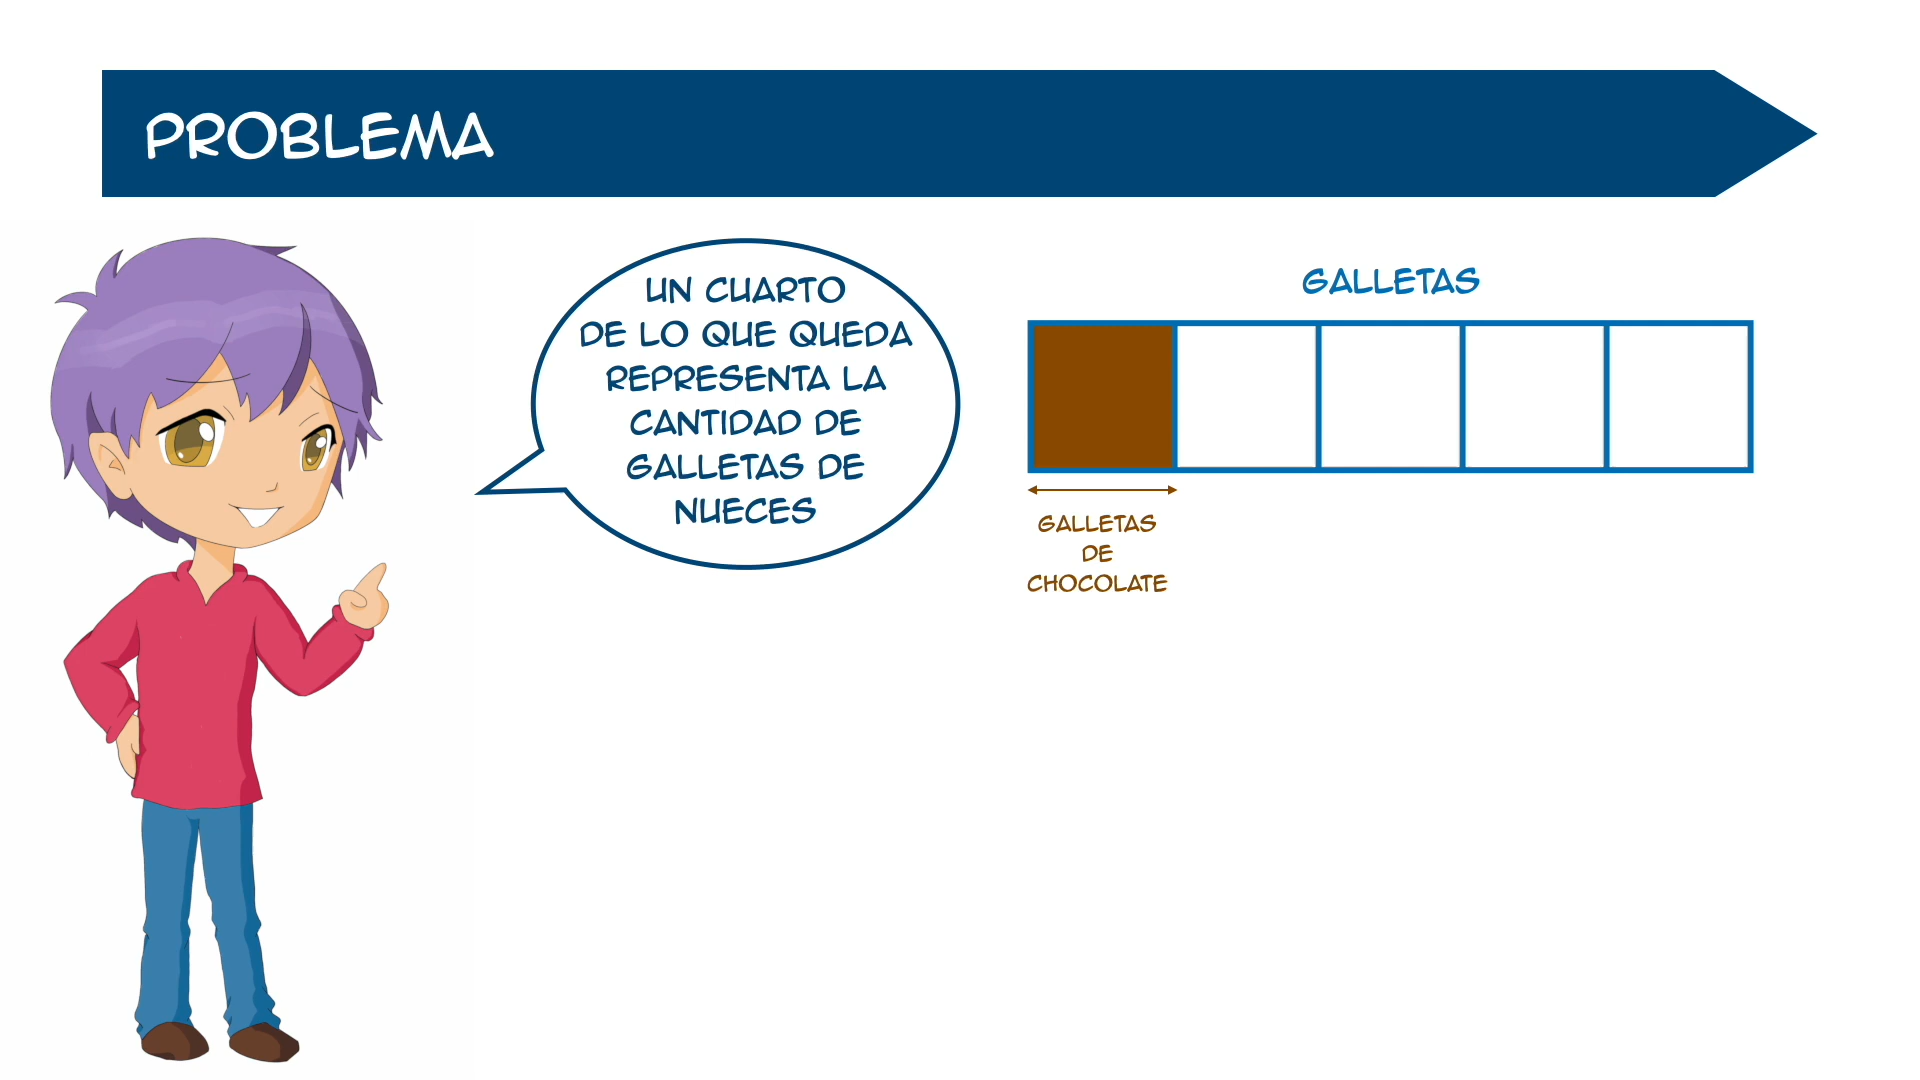 PROBLEMA
UN CUARTO
DE LO QUE QUEDA
REPRESENTA LA
CANTIDAD DE
GALLETAS DE
NUECES
GALLETAS
GALLETAS
DE
CHOCOLATE